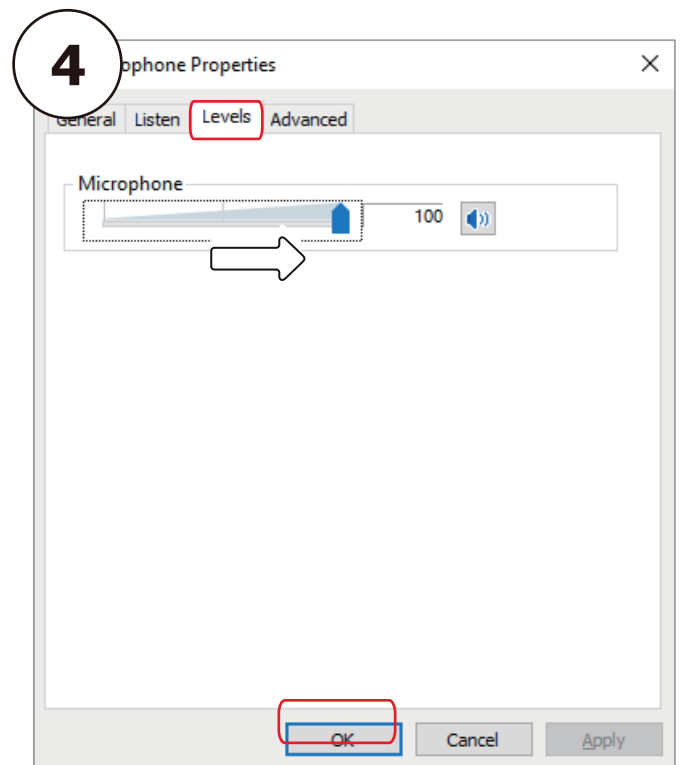 4
ophone Properties
General Listen Levels Advanced
Microphone
100
OK Cancel Apply